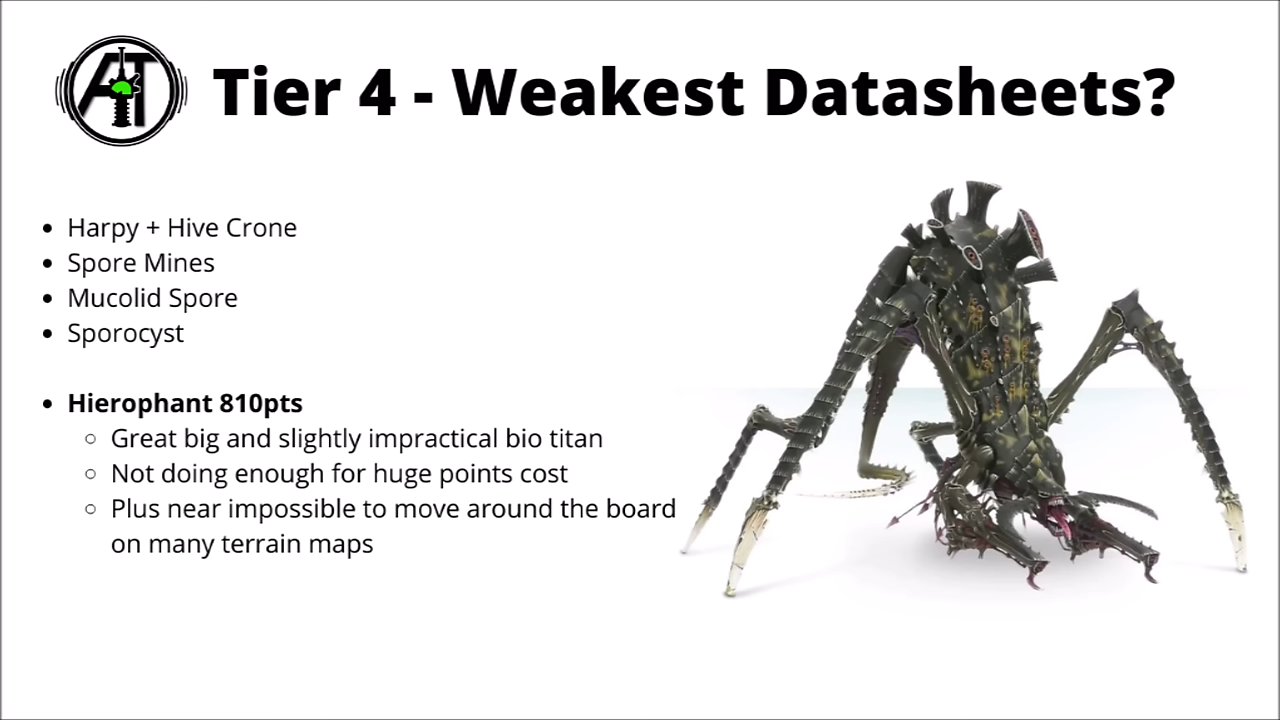 AT
Tier 4 - Weakest Datasheets?
• Harpy + Hive Crone
• Spore Mines
• Mucolid Spore
• Sporocyst
• Hierophant 810pts
○ Great big and slightly impractical bio titan
○ Not doing enough for huge points cost
○ Plus near impossible to move around the board
on many terrain maps